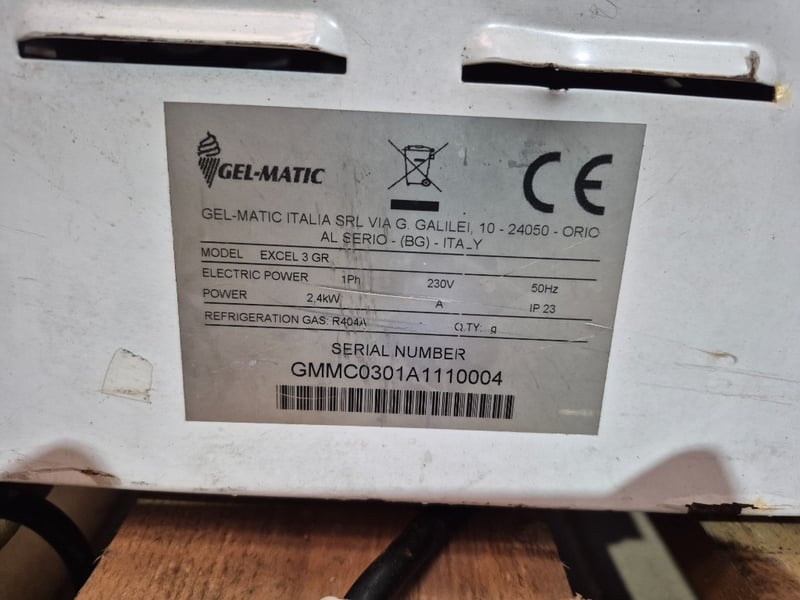 GEL-MATIC
CE
GEL-MATIC ITALIA SRL VIA G. GALILEI, 10 - 24050 - ORIO
AL SERIO - (BG) - ITALY
MODEL EXCEL 3 GR
ELECTRIC POWER 1Ph 230V 50Hz
POWER 2,4kW A IP 23
REFRIGERATION GAS: R404A Q.TY: g
SERIAL NUMBER
GMMC0301A1110004